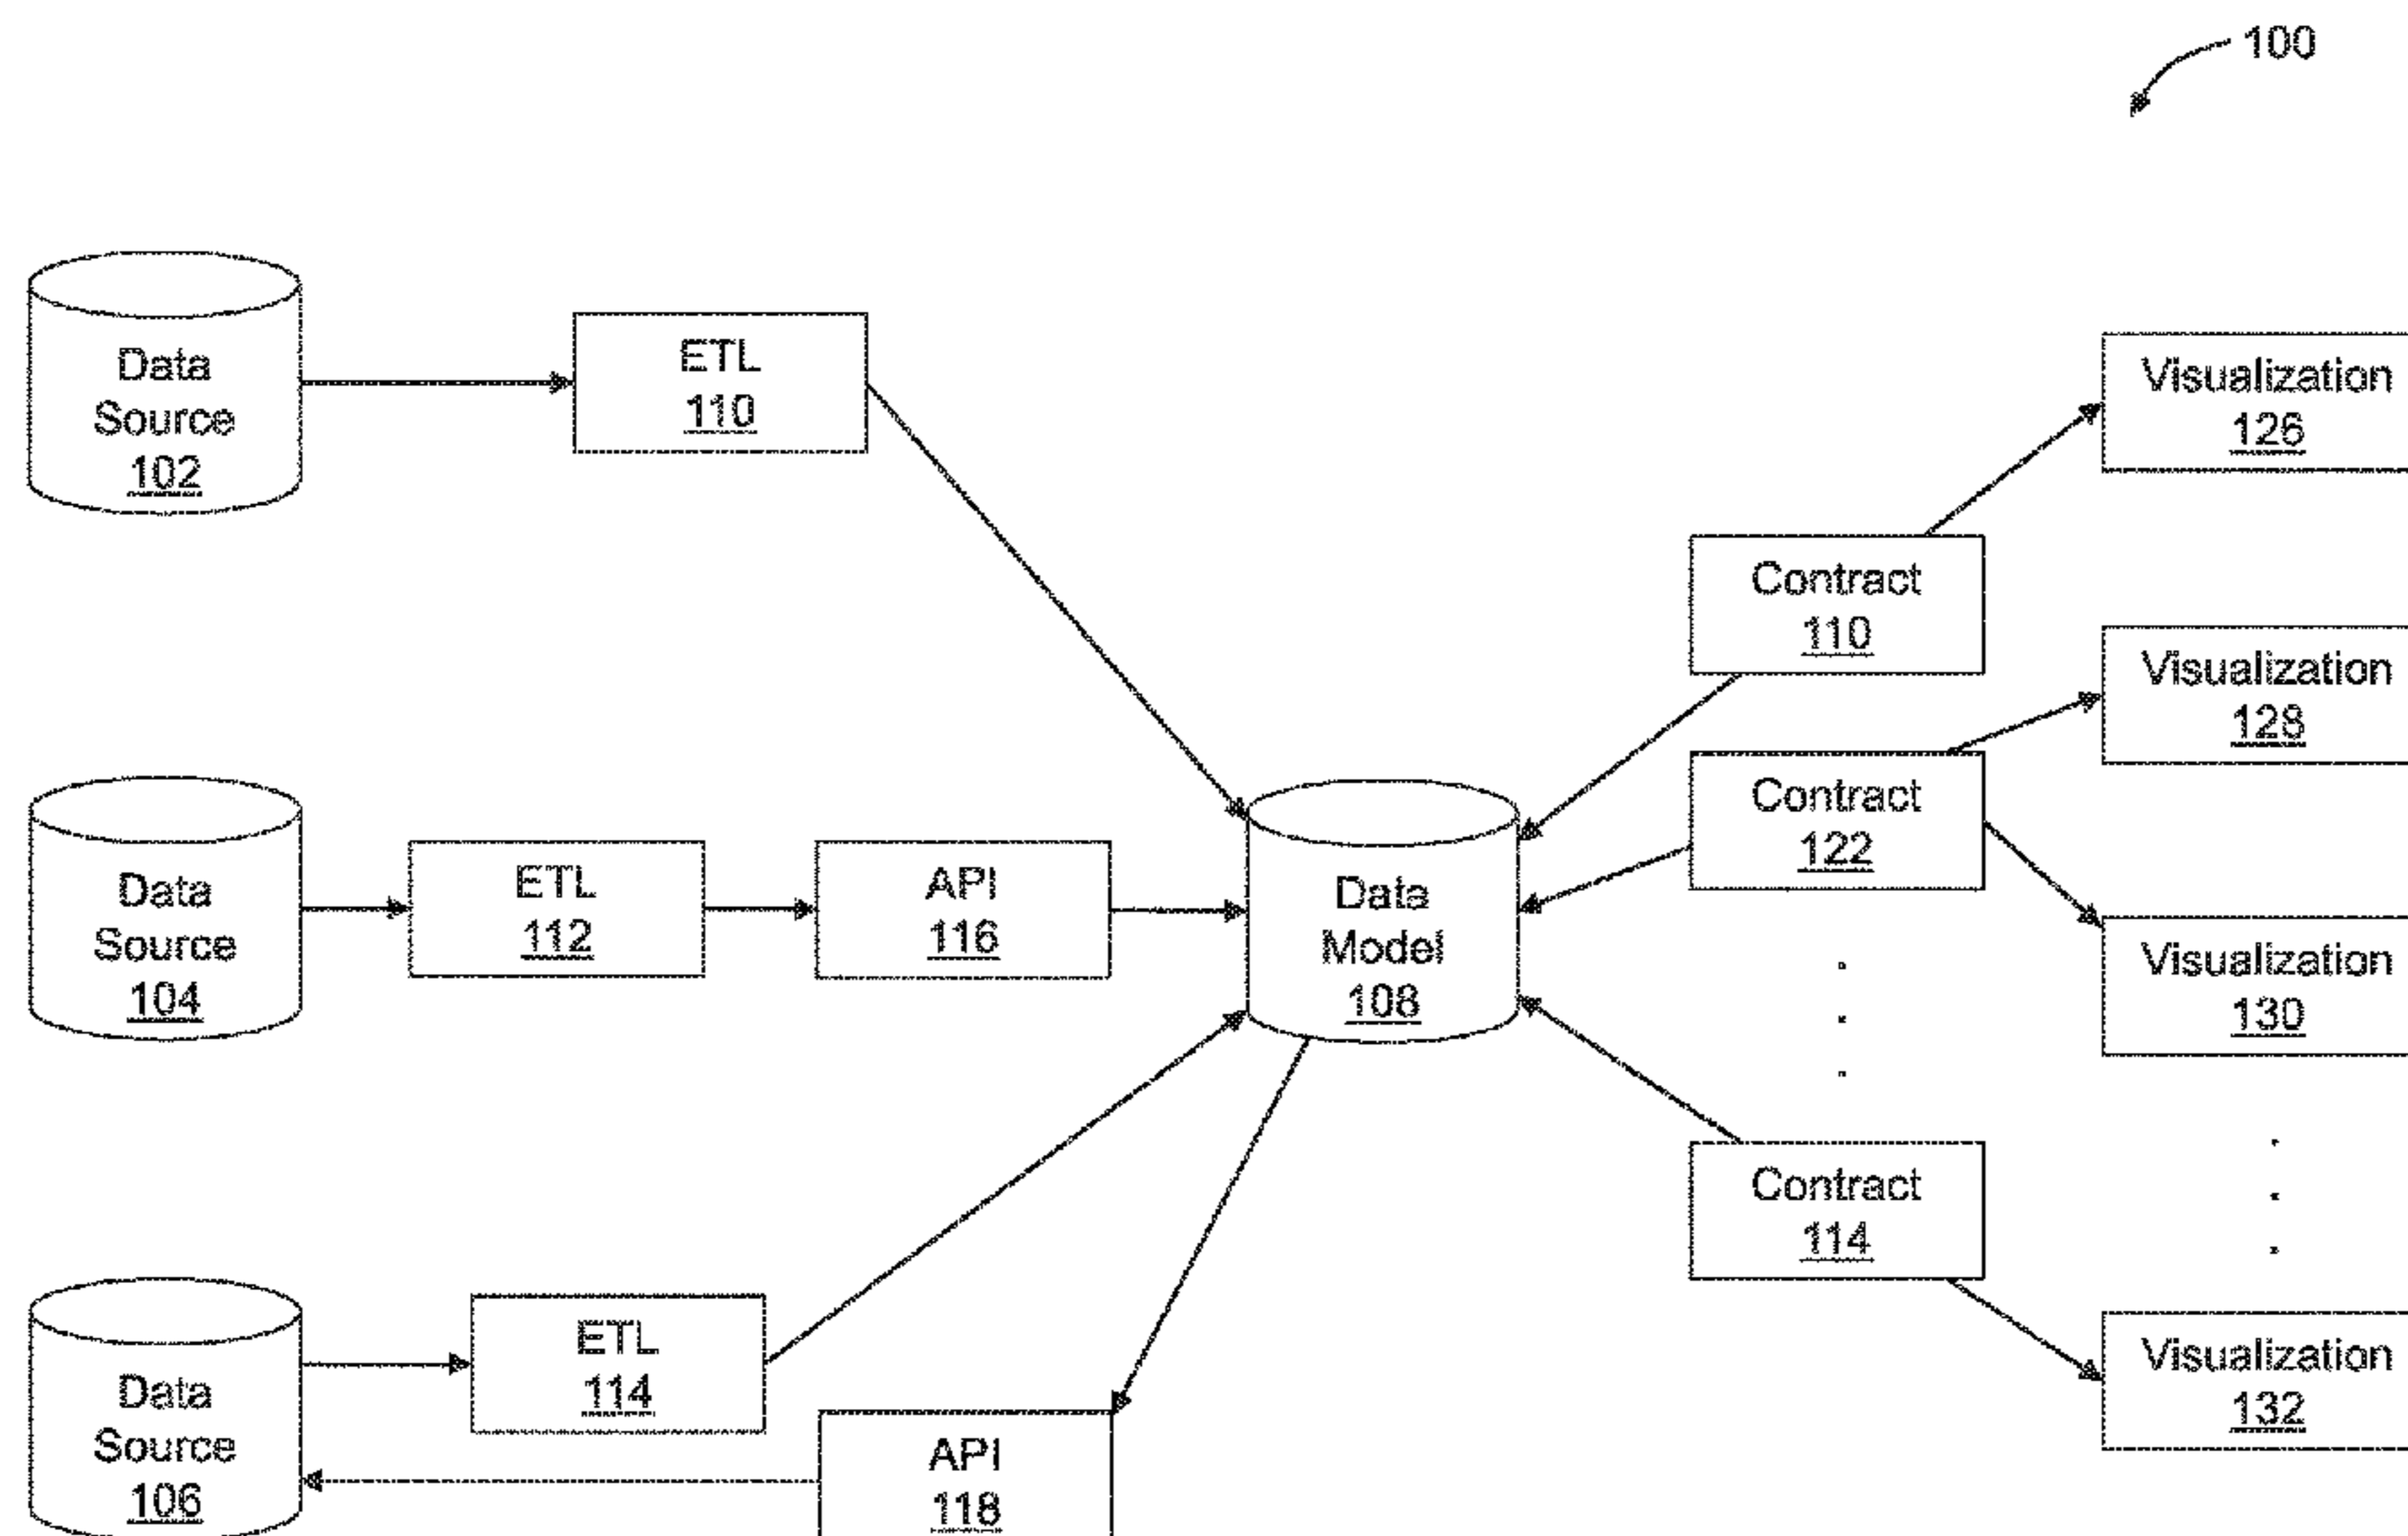 100
Data
Source
102
ETL
110
Visualization
126
Contract
110
Visualization
128
Contract
122
Data
Source
104
ETL
112
API
116
Data
Model
108
Visualization
130
Contract
114
Data
Source
106
ETL
114
API
118
Visualization
132